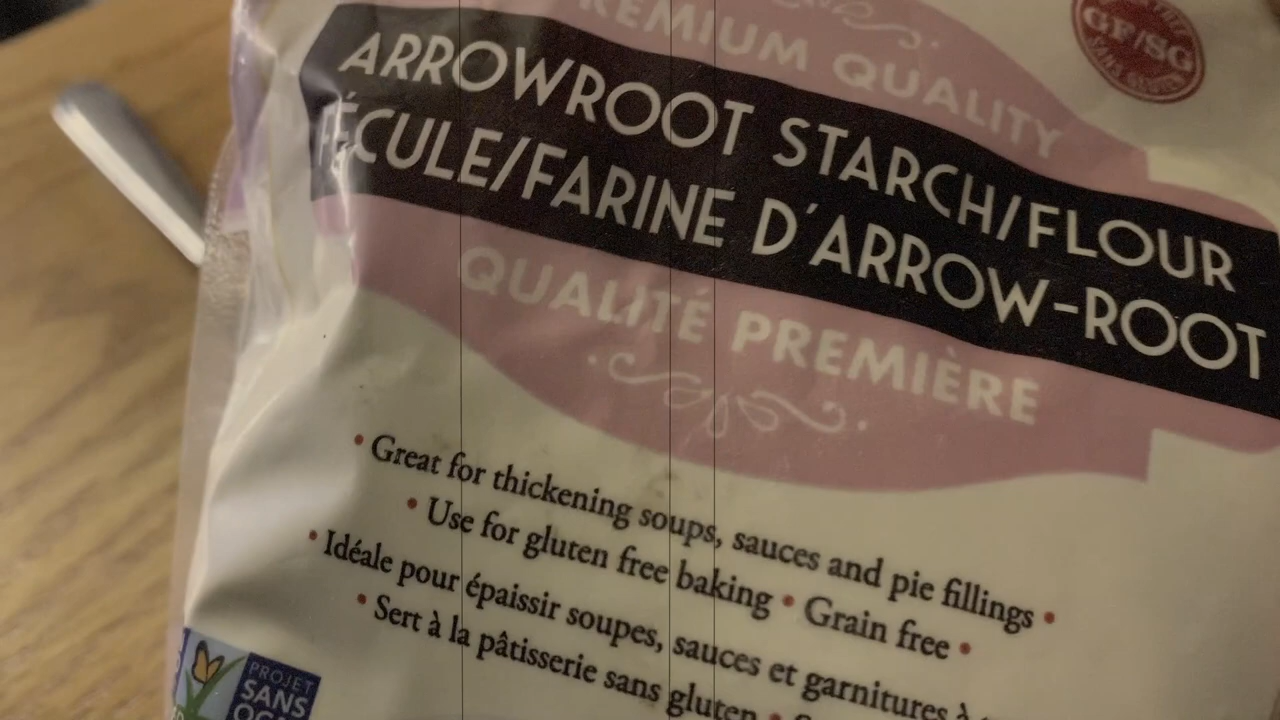 PREMIUM QUALITY
GF/SG
ARROWROOT STARCH/FLOUR
FÉCULE/FARINE D'ARROW-ROOT
QUALITÉ PREMIÈRE
• Great for thickening soups, sauces and pie fillings •
• Use for gluten free baking • Grain free •
• Idéale pour épaissir soupes, sauces et garnitures à
• Sert à la pâtisserie sans gluten •
PROJET
SANS